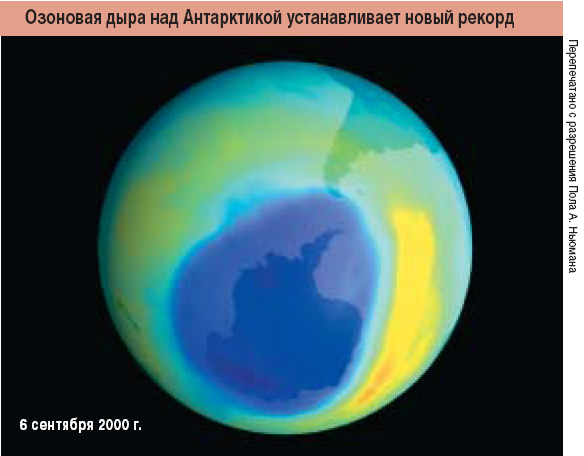 Озоновая дыра над Антарктикой устанавливает новый рекорд
Перепечатано с разрешения Пола А. Ньюмана
6 сентября 2000 г.